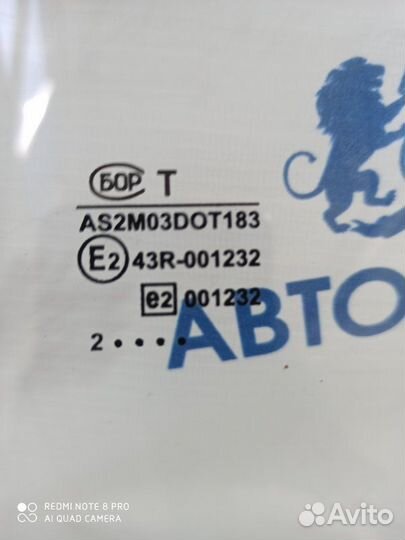 БОР Т
AS2M03DOT183
E2 43R-001232
e2 001232
2 • • • •
АВТО
REDMI NOTE 8 PRO
AI QUAD CAMERA
Avito